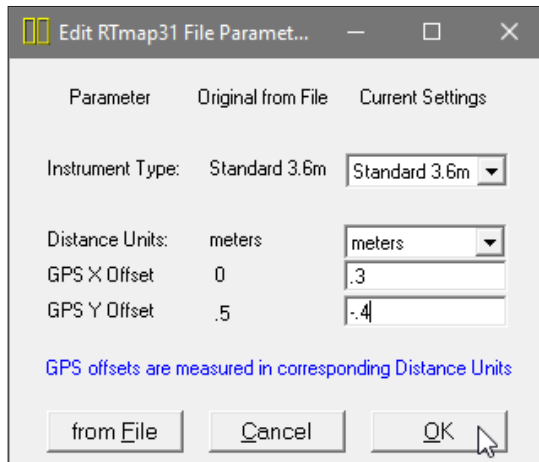 Edit RTmap31 File Paramet...
Parameter Original from File Current Settings
Instrument Type: Standard 3.6m Standard 3.6m
Distance Units: meters meters
GPS X Offset 0 .3
GPS Y Offset .5 -.4
GPS offsets are measured in corresponding Distance Units
from File Cancel OK